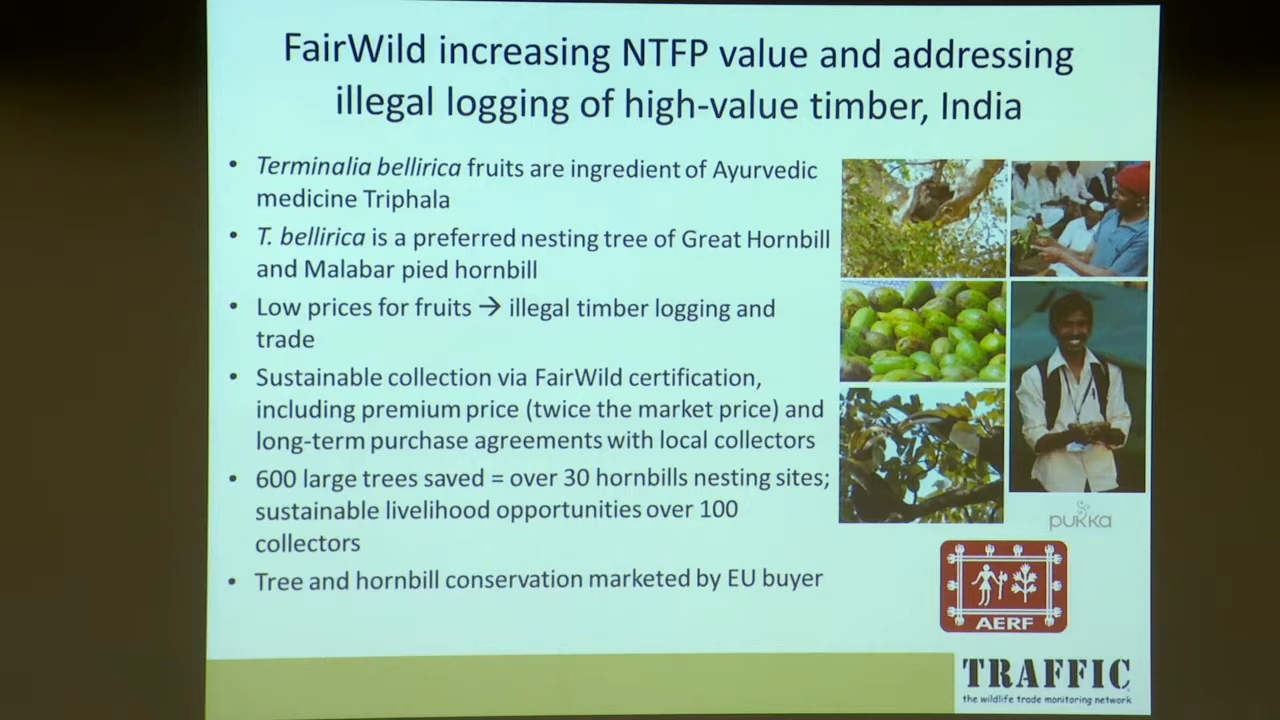 FairWild increasing NTFP value and addressing
illegal logging of high-value timber, India
• Terminalia bellirica fruits are ingredient of Ayurvedic
medicine Triphala
• T. bellirica is a preferred nesting tree of Great Hornbill
and Malabar pied hornbill
• Low prices for fruits → illegal timber logging and
trade
• Sustainable collection via FairWild certification,
including premium price (twice the market price) and
long-term purchase agreements with local collectors
• 600 large trees saved = over 30 hornbills nesting sites;
sustainable livelihood opportunities over 100
collectors
• Tree and hornbill conservation marketed by EU buyer
pukka
AERF
TRAFFIC
the wildlife trade monitoring network